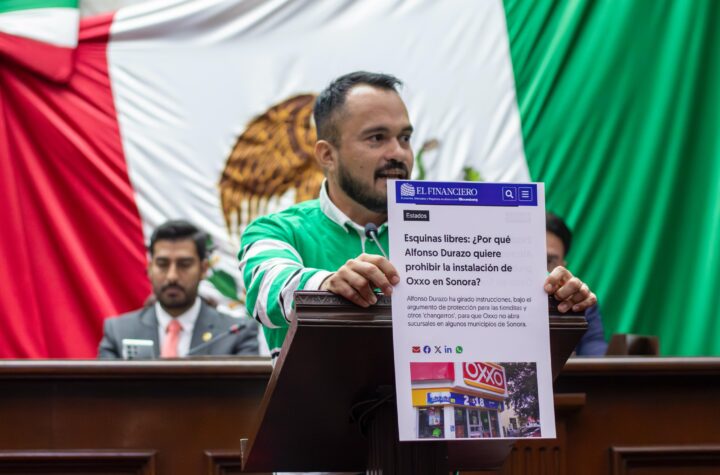 EL FINANCIERO
Estados
Esquinas libres: ¿Por qué
Alfonso Durazo quiere
prohibir la instalación de
Oxxo en Sonora?
Alfonso Durazo ha girado instrucciones, bajo el
argumento de protección para las tienditas y
otros 'changarros', para que Oxxo no abra
sucursales en algunos municipios de Sonora.
OXXO